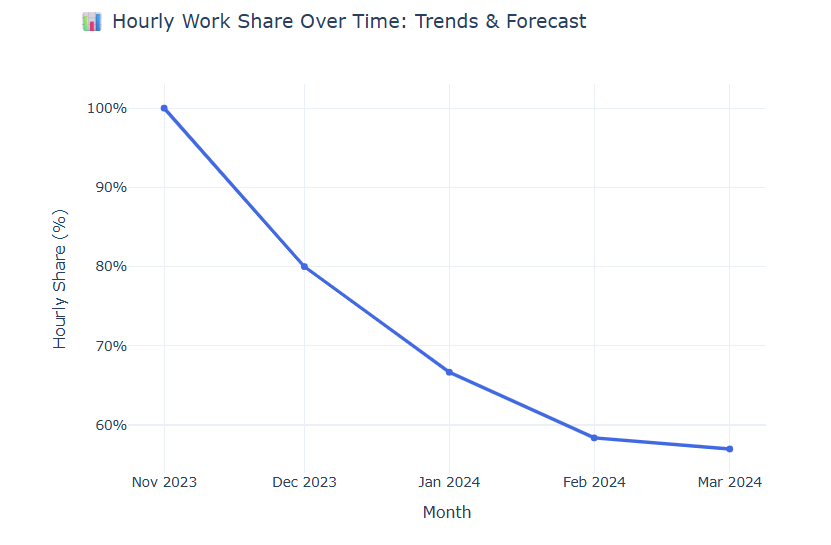 📊 Hourly Work Share Over Time: Trends & Forecast
100%
90%
80%
70%
60%
Hourly Share (%)
Nov 2023 Dec 2023 Jan 2024 Feb 2024 Mar 2024
Month